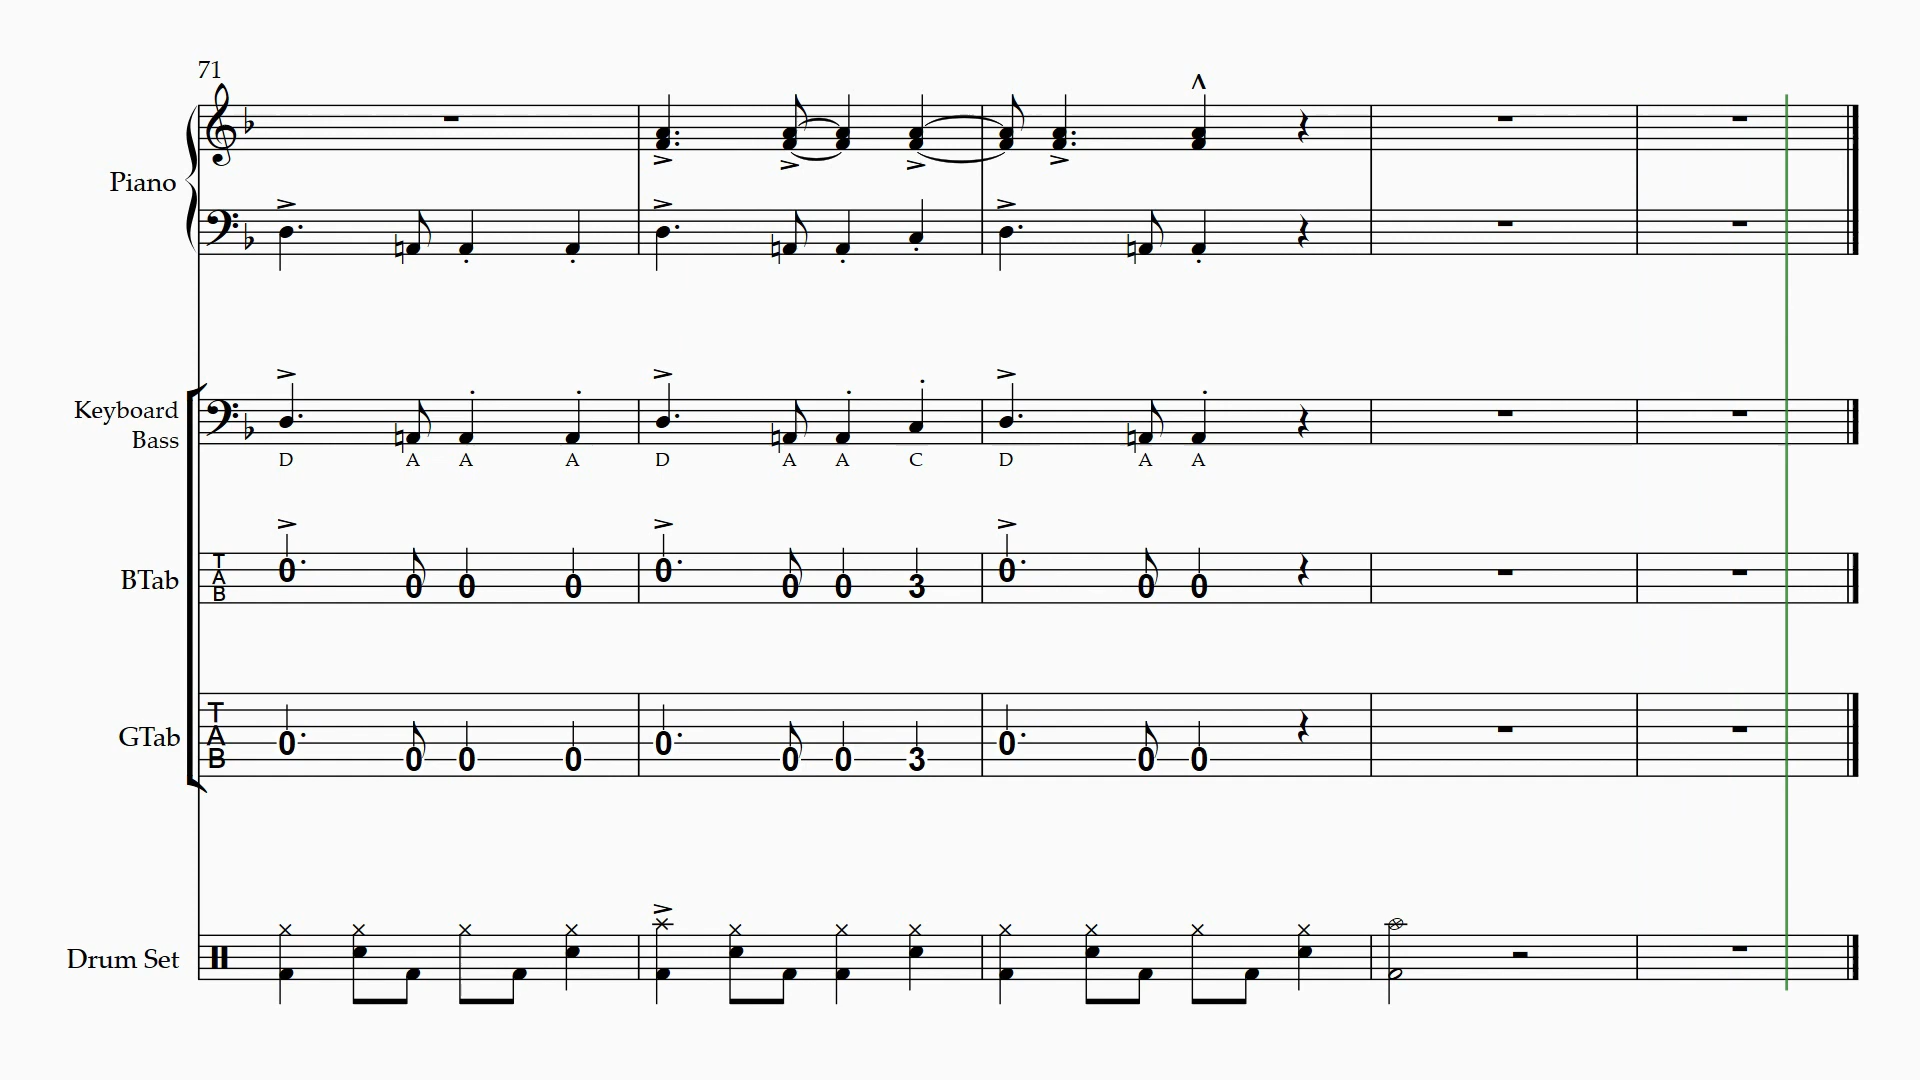 71
Piano
Keyboard
Bass
D A A A D A A C D A A
BTab
T
A
B
0 0 0 0 0 0 0 3 0 0 0
GTab
T
A
B
0 0 0 0 0 0 0 3 0 0 0
Drum Set